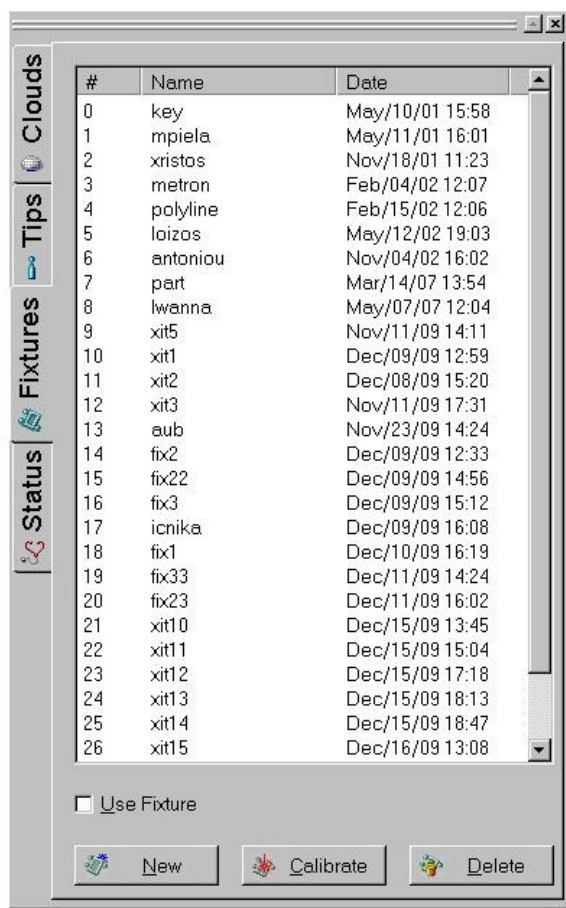 Clouds
Tips
Fixtures
Status
# Name Date
0 key May/10/01 15:58
1 mpiela May/11/01 16:01
2 xristos Nov/18/01 11:23
3 metron Feb/04/02 12:07
4 polyline Feb/15/02 12:06
5 loizos May/12/02 19:03
6 antoniou Nov/04/02 16:02
7 part Mar/14/07 13:54
8 lwanna May/07/07 12:04
9 xit5 Nov/11/09 14:11
10 xit1 Dec/09/09 12:59
11 xit2 Dec/08/09 15:20
12 xit3 Nov/11/09 17:31
13 aub Nov/23/09 14:24
14 fix2 Dec/09/09 12:33
15 fix22 Dec/09/09 14:56
16 fix3 Dec/09/09 15:12
17 icnika Dec/09/09 16:08
18 fix1 Dec/10/09 16:19
19 fix33 Dec/11/09 14:24
20 fix23 Dec/11/09 16:02
21 xit10 Dec/15/09 13:45
22 xit11 Dec/15/09 15:04
23 xit12 Dec/15/09 17:18
24 xit13 Dec/15/09 18:13
25 xit14 Dec/15/09 18:47
26 xit15 Dec/16/09 13:08
Use Fixture
New Calibrate Delete